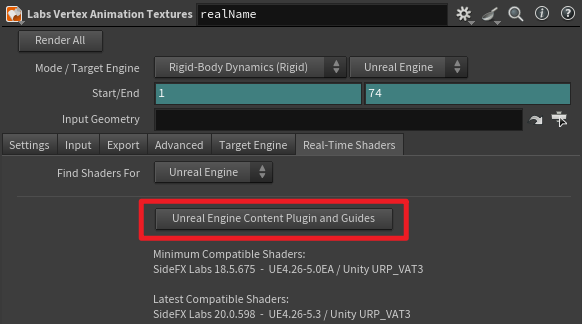 Labs Vertex Animation Textures realName
Render All
Mode / Target Engine Rigid-Body Dynamics (Rigid) Unreal Engine
Start/End 1 74
Input Geometry
Settings Input Export Advanced Target Engine Real-Time Shaders
Find Shaders For Unreal Engine
Unreal Engine Content Plugin and Guides
Minimum Compatible Shaders:
SideFX Labs 18.5.675 - UE4.26-5.0EA / Unity URP_VAT3
Latest Compatible Shaders:
SideFX Labs 20.0.598 - UE4.26-5.3 / Unity URP_VAT3